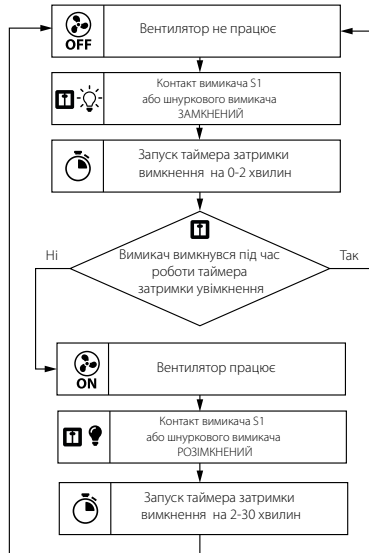 OFF
Вентилятор не працює
Контакт вимикача S1
або шнуркового вимикача
ЗАМКНЕНИЙ
Запуск таймера затримки
вимкнення на 0-2 хвилин
Ні
Так
Вимикач вимкнувся під час
роботи таймера
затримки увімкнення
ON
Вентилятор працює
Контакт вимикача S1
або шнуркового вимикача
РОЗІМКНЕНИЙ
Запуск таймера затримки
вимкнення на 2-30 хвилин